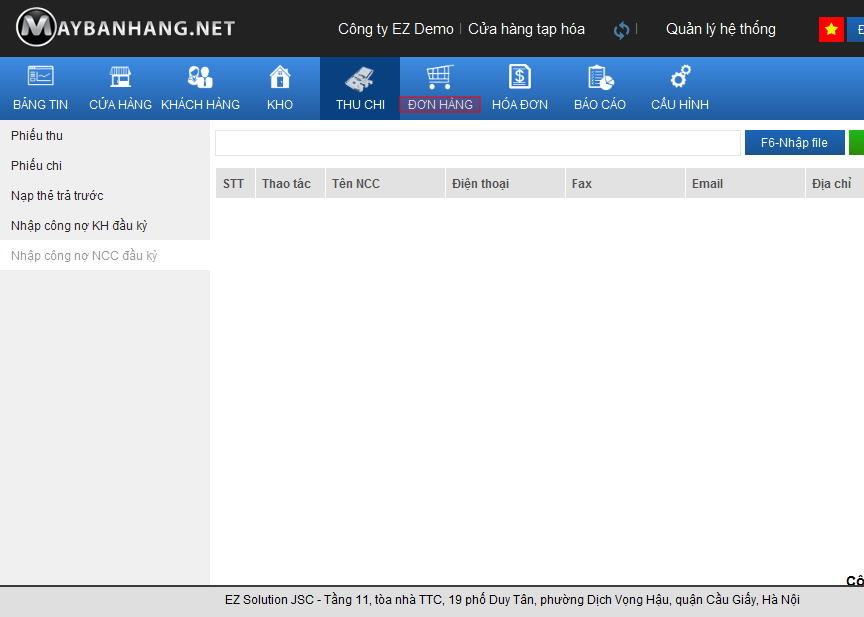 MAYBANHANG.NET Công ty EZ Demo Cửa hàng tạp hóa Quản lý hệ thống
BẢNG TIN CỬA HÀNG KHÁCH HÀNG KHO THU CHI ĐƠN HÀNG HÓA ĐƠN BÁO CÁO CẤU HÌNH
Phiếu thu
Phiếu chi
Nạp thẻ trả trước
Nhập công nợ KH đầu kỳ
Nhập công nợ NCC đầu kỳ
F6-Nhập file
STT Thao tác Tên NCC Điện thoại Fax Email Địa chỉ
EZ Solution JSC - Tầng 11, tòa nhà TTC, 19 phố Duy Tân, phường Dịch Vọng Hậu, quận Cầu Giấy, Hà Nội